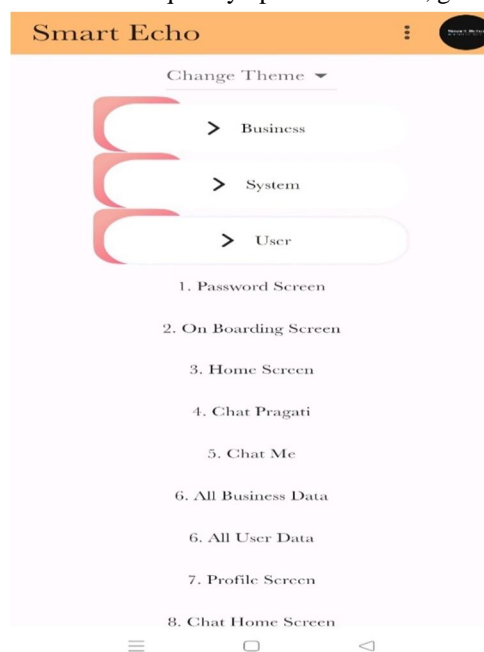 Smart Echo
Change Theme
Business
System
User
1. Password Screen
2. On Boarding Screen
3. Home Screen
4. Chat Pragati
5. Chat Me
6. All Business Data
6. All User Data
7. Profile Screen
8. Chat Home Screen